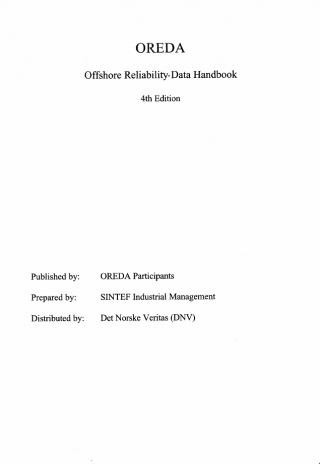 OREDA
Offshore Reliability-Data Handbook
4th Edition
Published by: OREDA Participants
Prepared by: SINTEF Industrial Management
Distributed by: Det Norske Veritas (DNV)